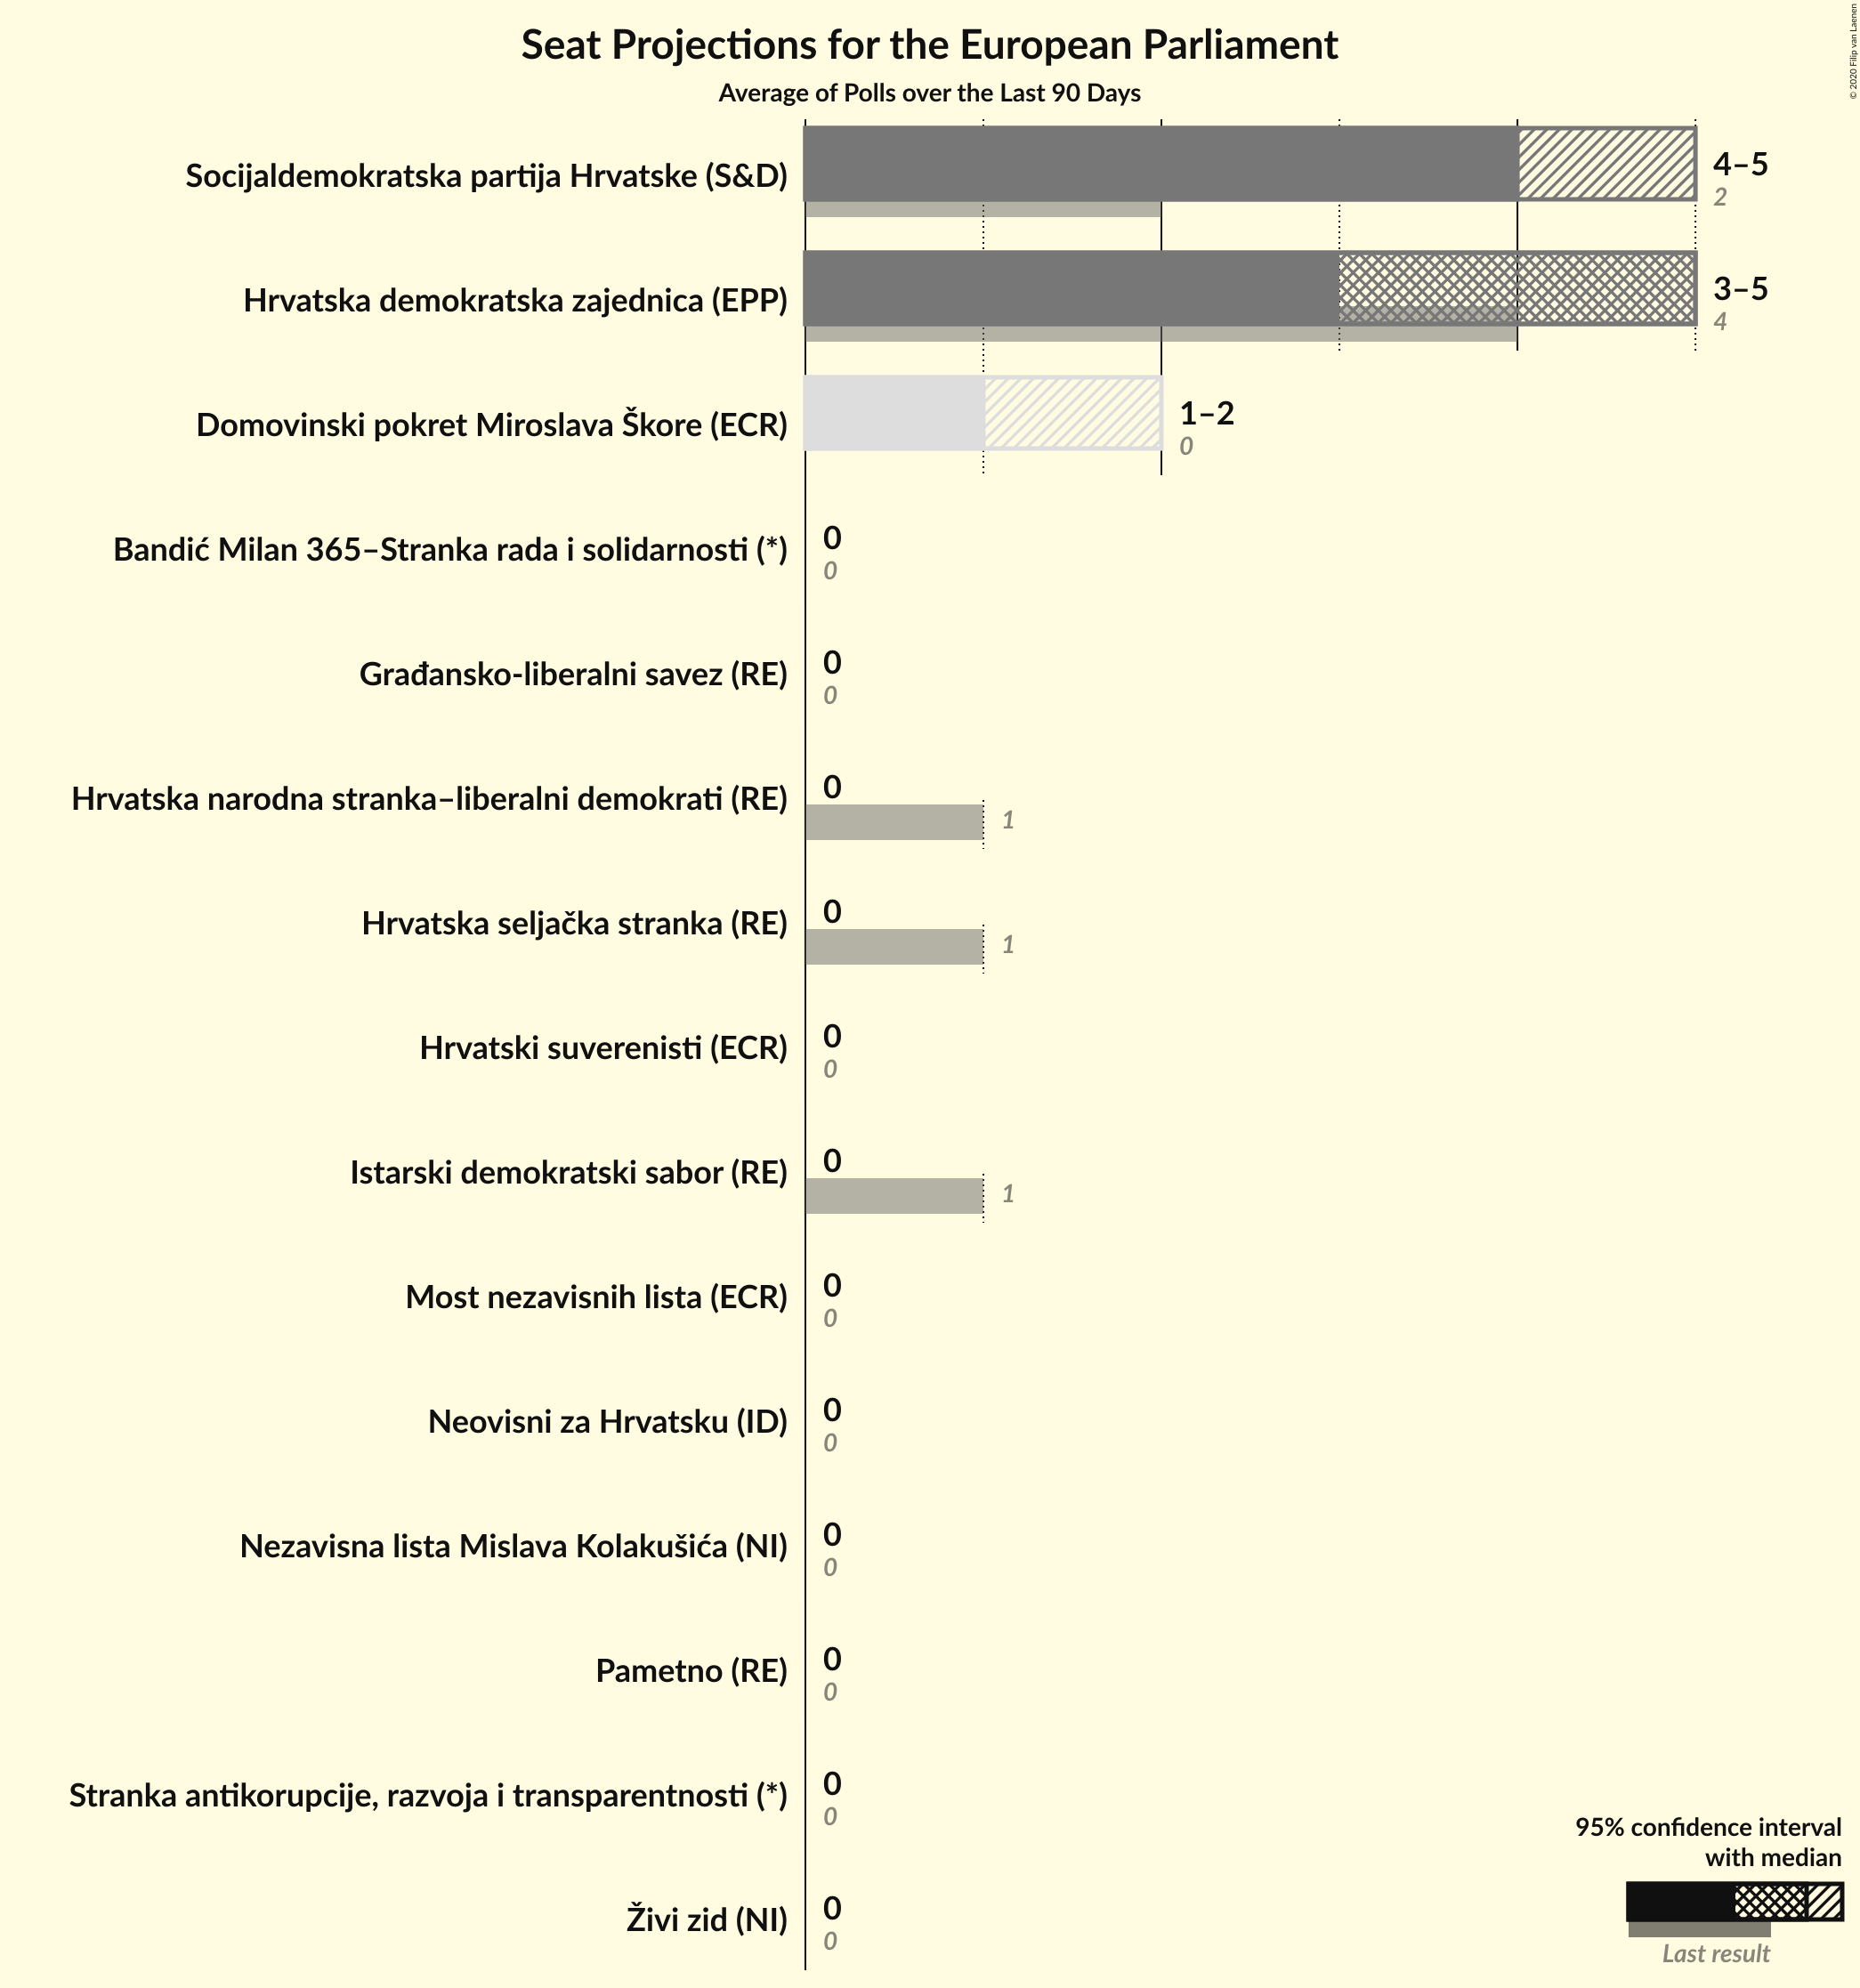 Seat Projections for the European Parliament
Average of Polls over the Last 90 Days
© 2020 Filip van Laenen
Socijaldemokratska partija Hrvatske (S&D)
4–5
2
Hrvatska demokratska zajednica (EPP)
3–5
4
Domovinski pokret Miroslava Škore (ECR)
1–2
0
Bandić Milan 365–Stranka rada i solidarnosti (*)
0
0
Građansko-liberalni savez (RE)
0
0
Hrvatska narodna stranka–liberalni demokrati (RE)
0
1
Hrvatska seljačka stranka (RE)
0
1
Hrvatski suverenisti (ECR)
0
0
Istarski demokratski sabor (RE)
0
1
Most nezavisnih lista (ECR)
0
0
Neovisni za Hrvatsku (ID)
0
0
Nezavisna lista Mislava Kolakušića (NI)
0
0
Pametno (RE)
0
0
Stranka antikorupcije, razvoja i transparentnosti (*)
0
0
Živi zid (NI)
0
0
95% confidence interval
with median
Last result